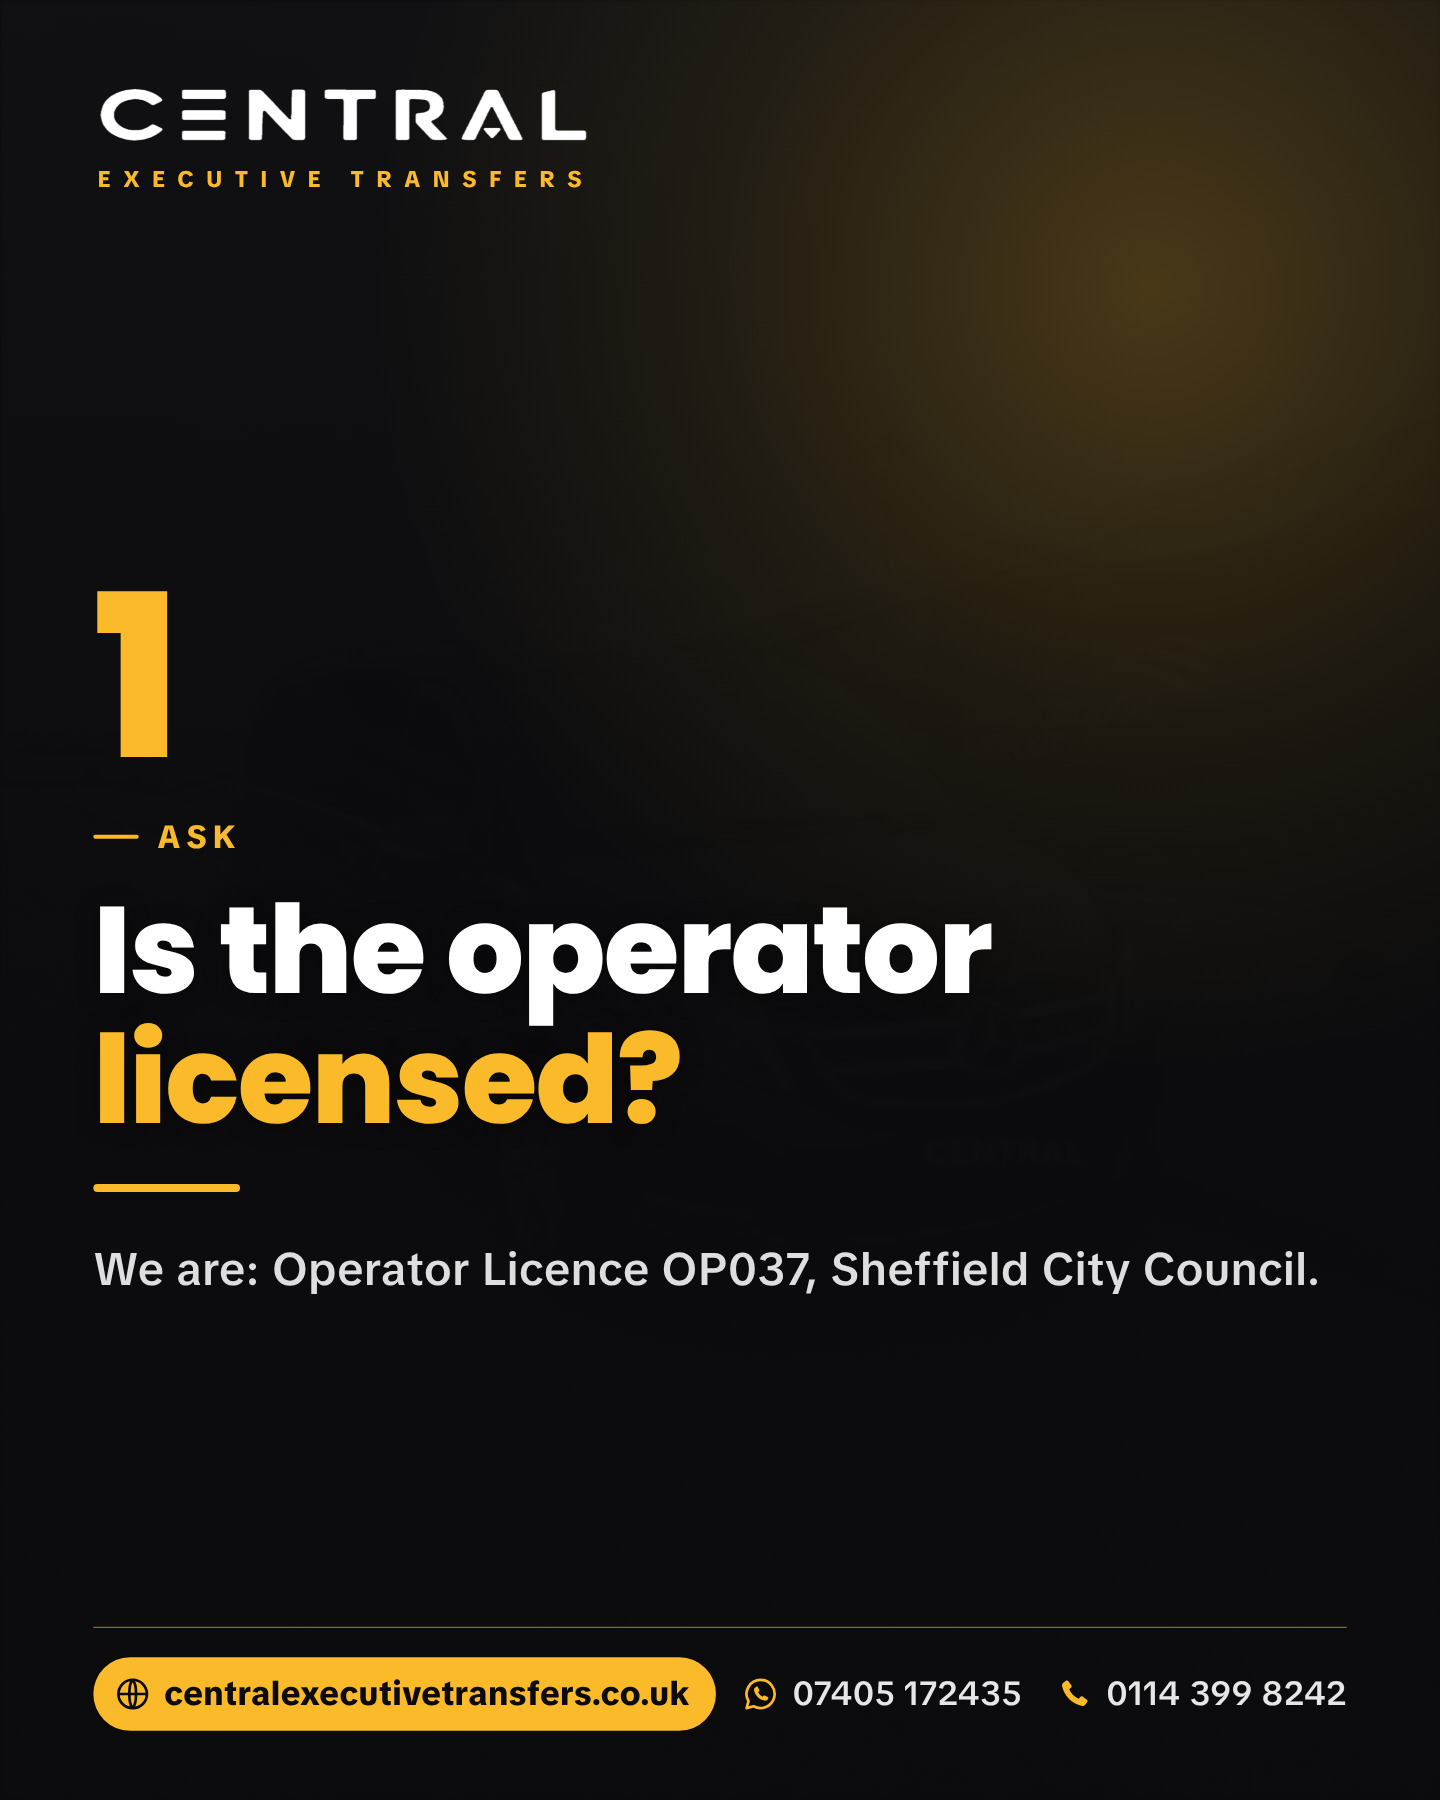 CENTRAL
EXECUTIVE TRANSFERS
1
ASK
Is the operator
licensed?
We are: Operator Licence OP037, Sheffield City Council.
centralexecutivetransfers.co.uk 07405 172435 0114 399 8242